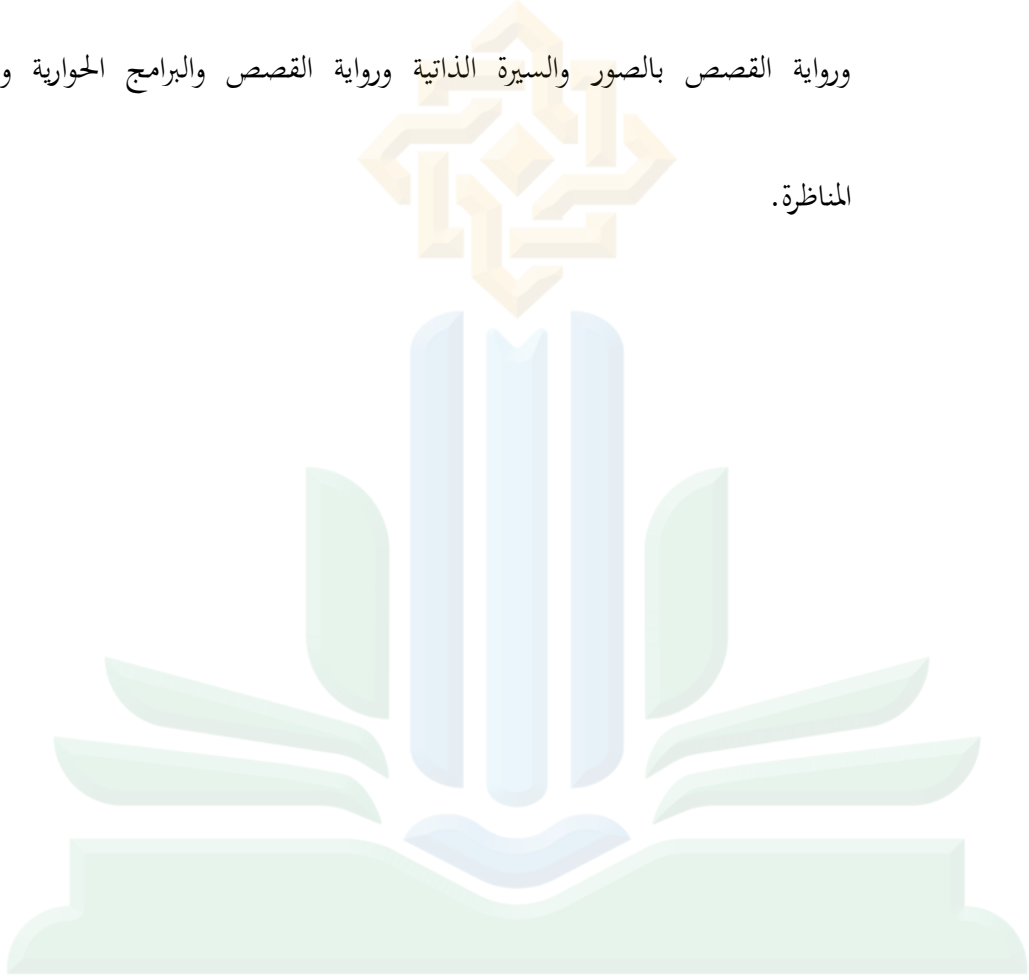 ورواية القصص بالصور والسيرة الذاتية ورواية القصص والبرامج الحوارية و
المناظرة.